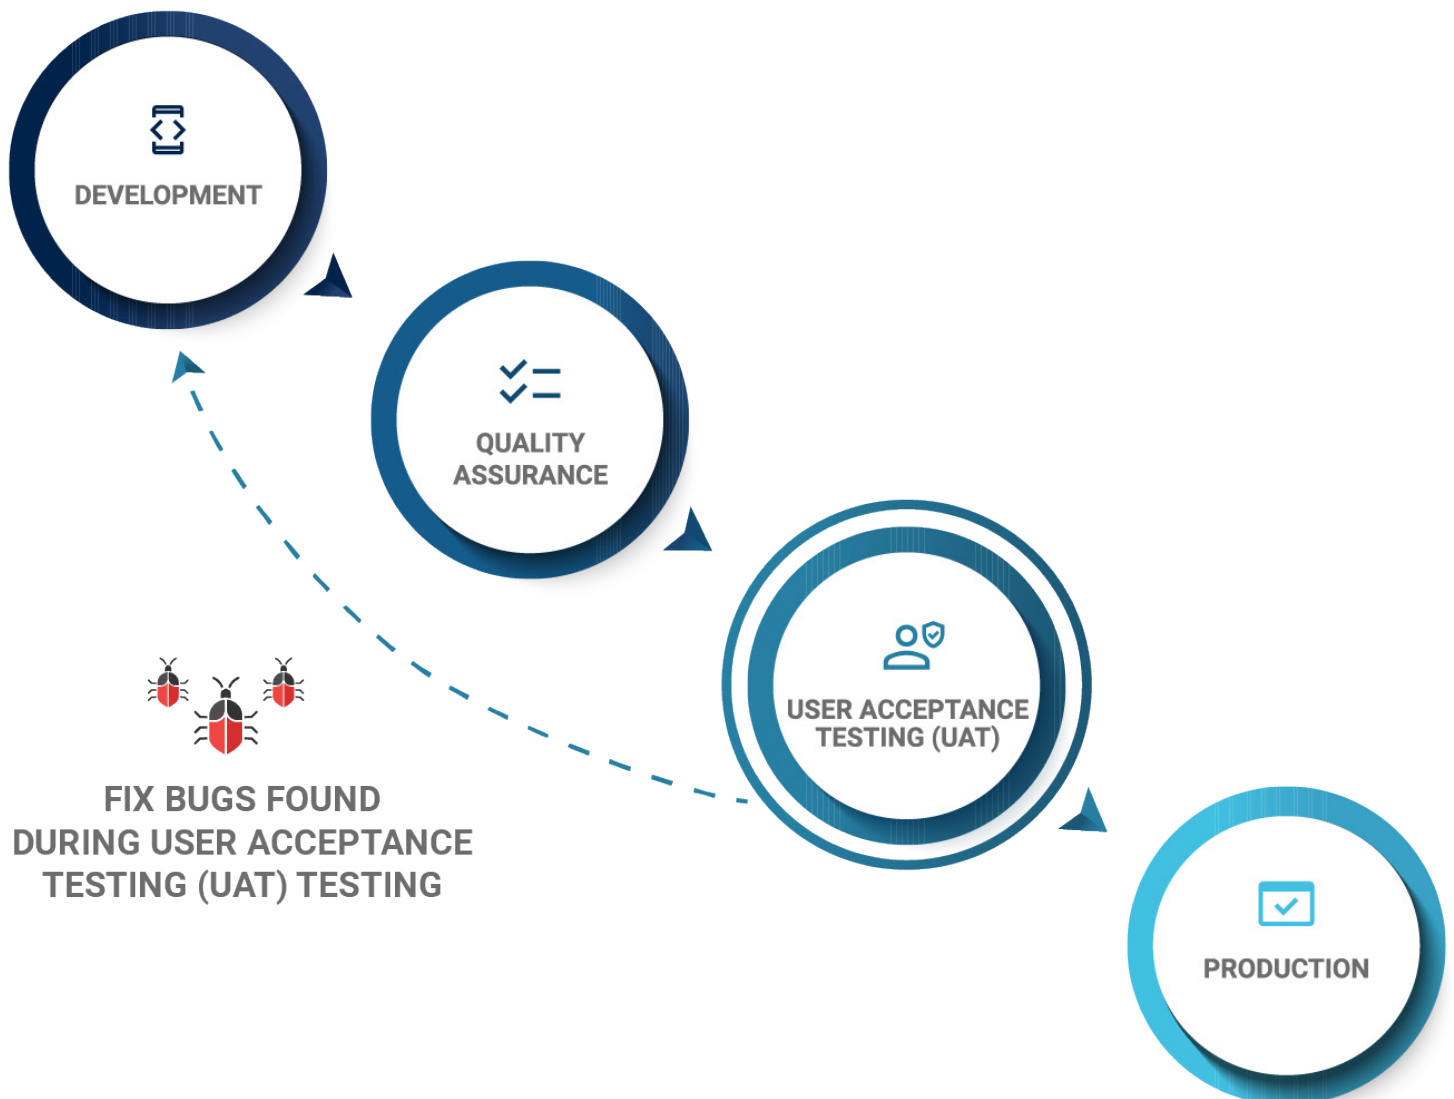 DEVELOPMENT
QUALITY
ASSURANCE
USER ACCEPTANCE
TESTING (UAT)
FIX BUGS FOUND
DURING USER ACCEPTANCE
TESTING (UAT) TESTING
PRODUCTION